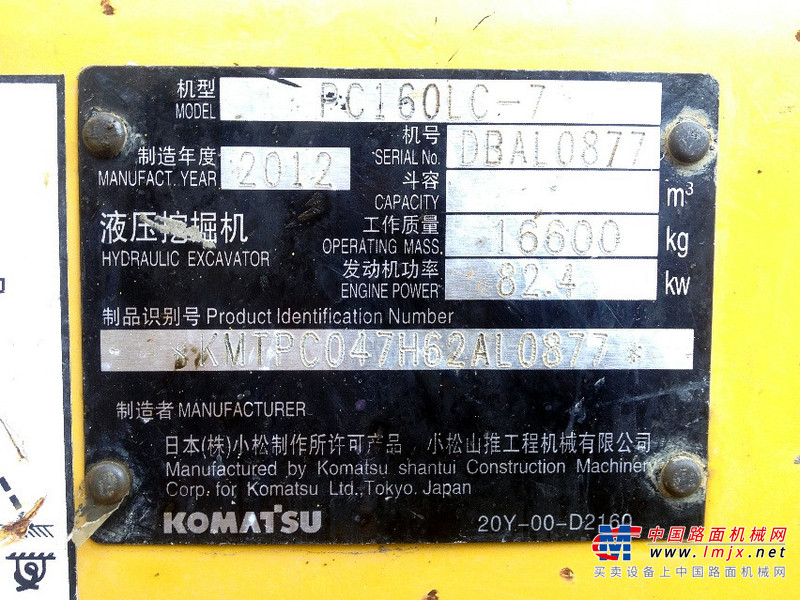 机型 MODEL PC160LC-7
机号 SERIAL No. DBAL0877
制造年度 MANUFACT. YEAR 2012
斗容 CAPACITY m³
液压挖掘机 HYDRAULIC EXCAVATOR
工作质量 OPERATING MASS. 16600 kg
发动机功率 ENGINE POWER 82.4 kw
制品识别号 Product Identification Number
*KMTPC047H62AL0877*
制造者 MANUFACTURER
日本(株)小松制作所许可产品 小松山推工程机械有限公司
Manufactured by Komatsu shantui Construction Machinery
Corp. for Komatsu Ltd.,Tokyo. Japan
KOMATSU 20Y-00-D2160
中国路面机械网
www.lmjx.net
买卖设备上中国路面机械网